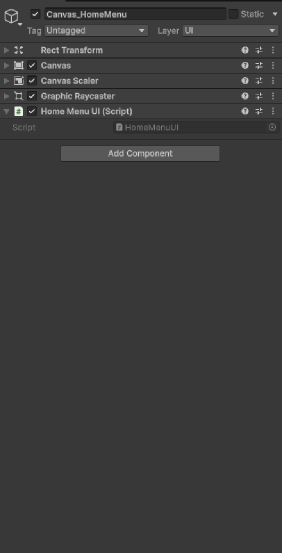 Canvas_HomeMenu Static
Tag Untagged Layer UI
Rect Transform
Canvas
Canvas Scaler
Graphic Raycaster
Home Menu UI (Script)
Script HomeMenuUI
Add Component